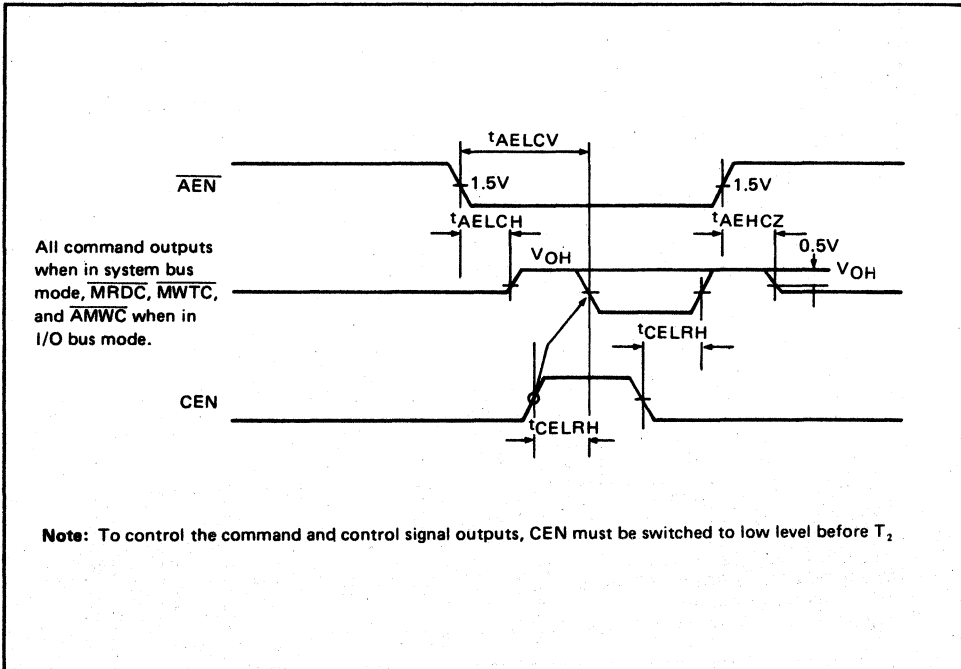 tAELCV
AEN
1.5V
1.5V
tAELCH
tAEHCZ
0.5V
All command outputs
when in system bus
mode, MRDC, MWTC,
and AMWC when in
I/O bus mode.
VOH
VOH
tCELRH
CEN
tCELRH
Note: To control the command and control signal outputs, CEN must be switched to low level before T₂